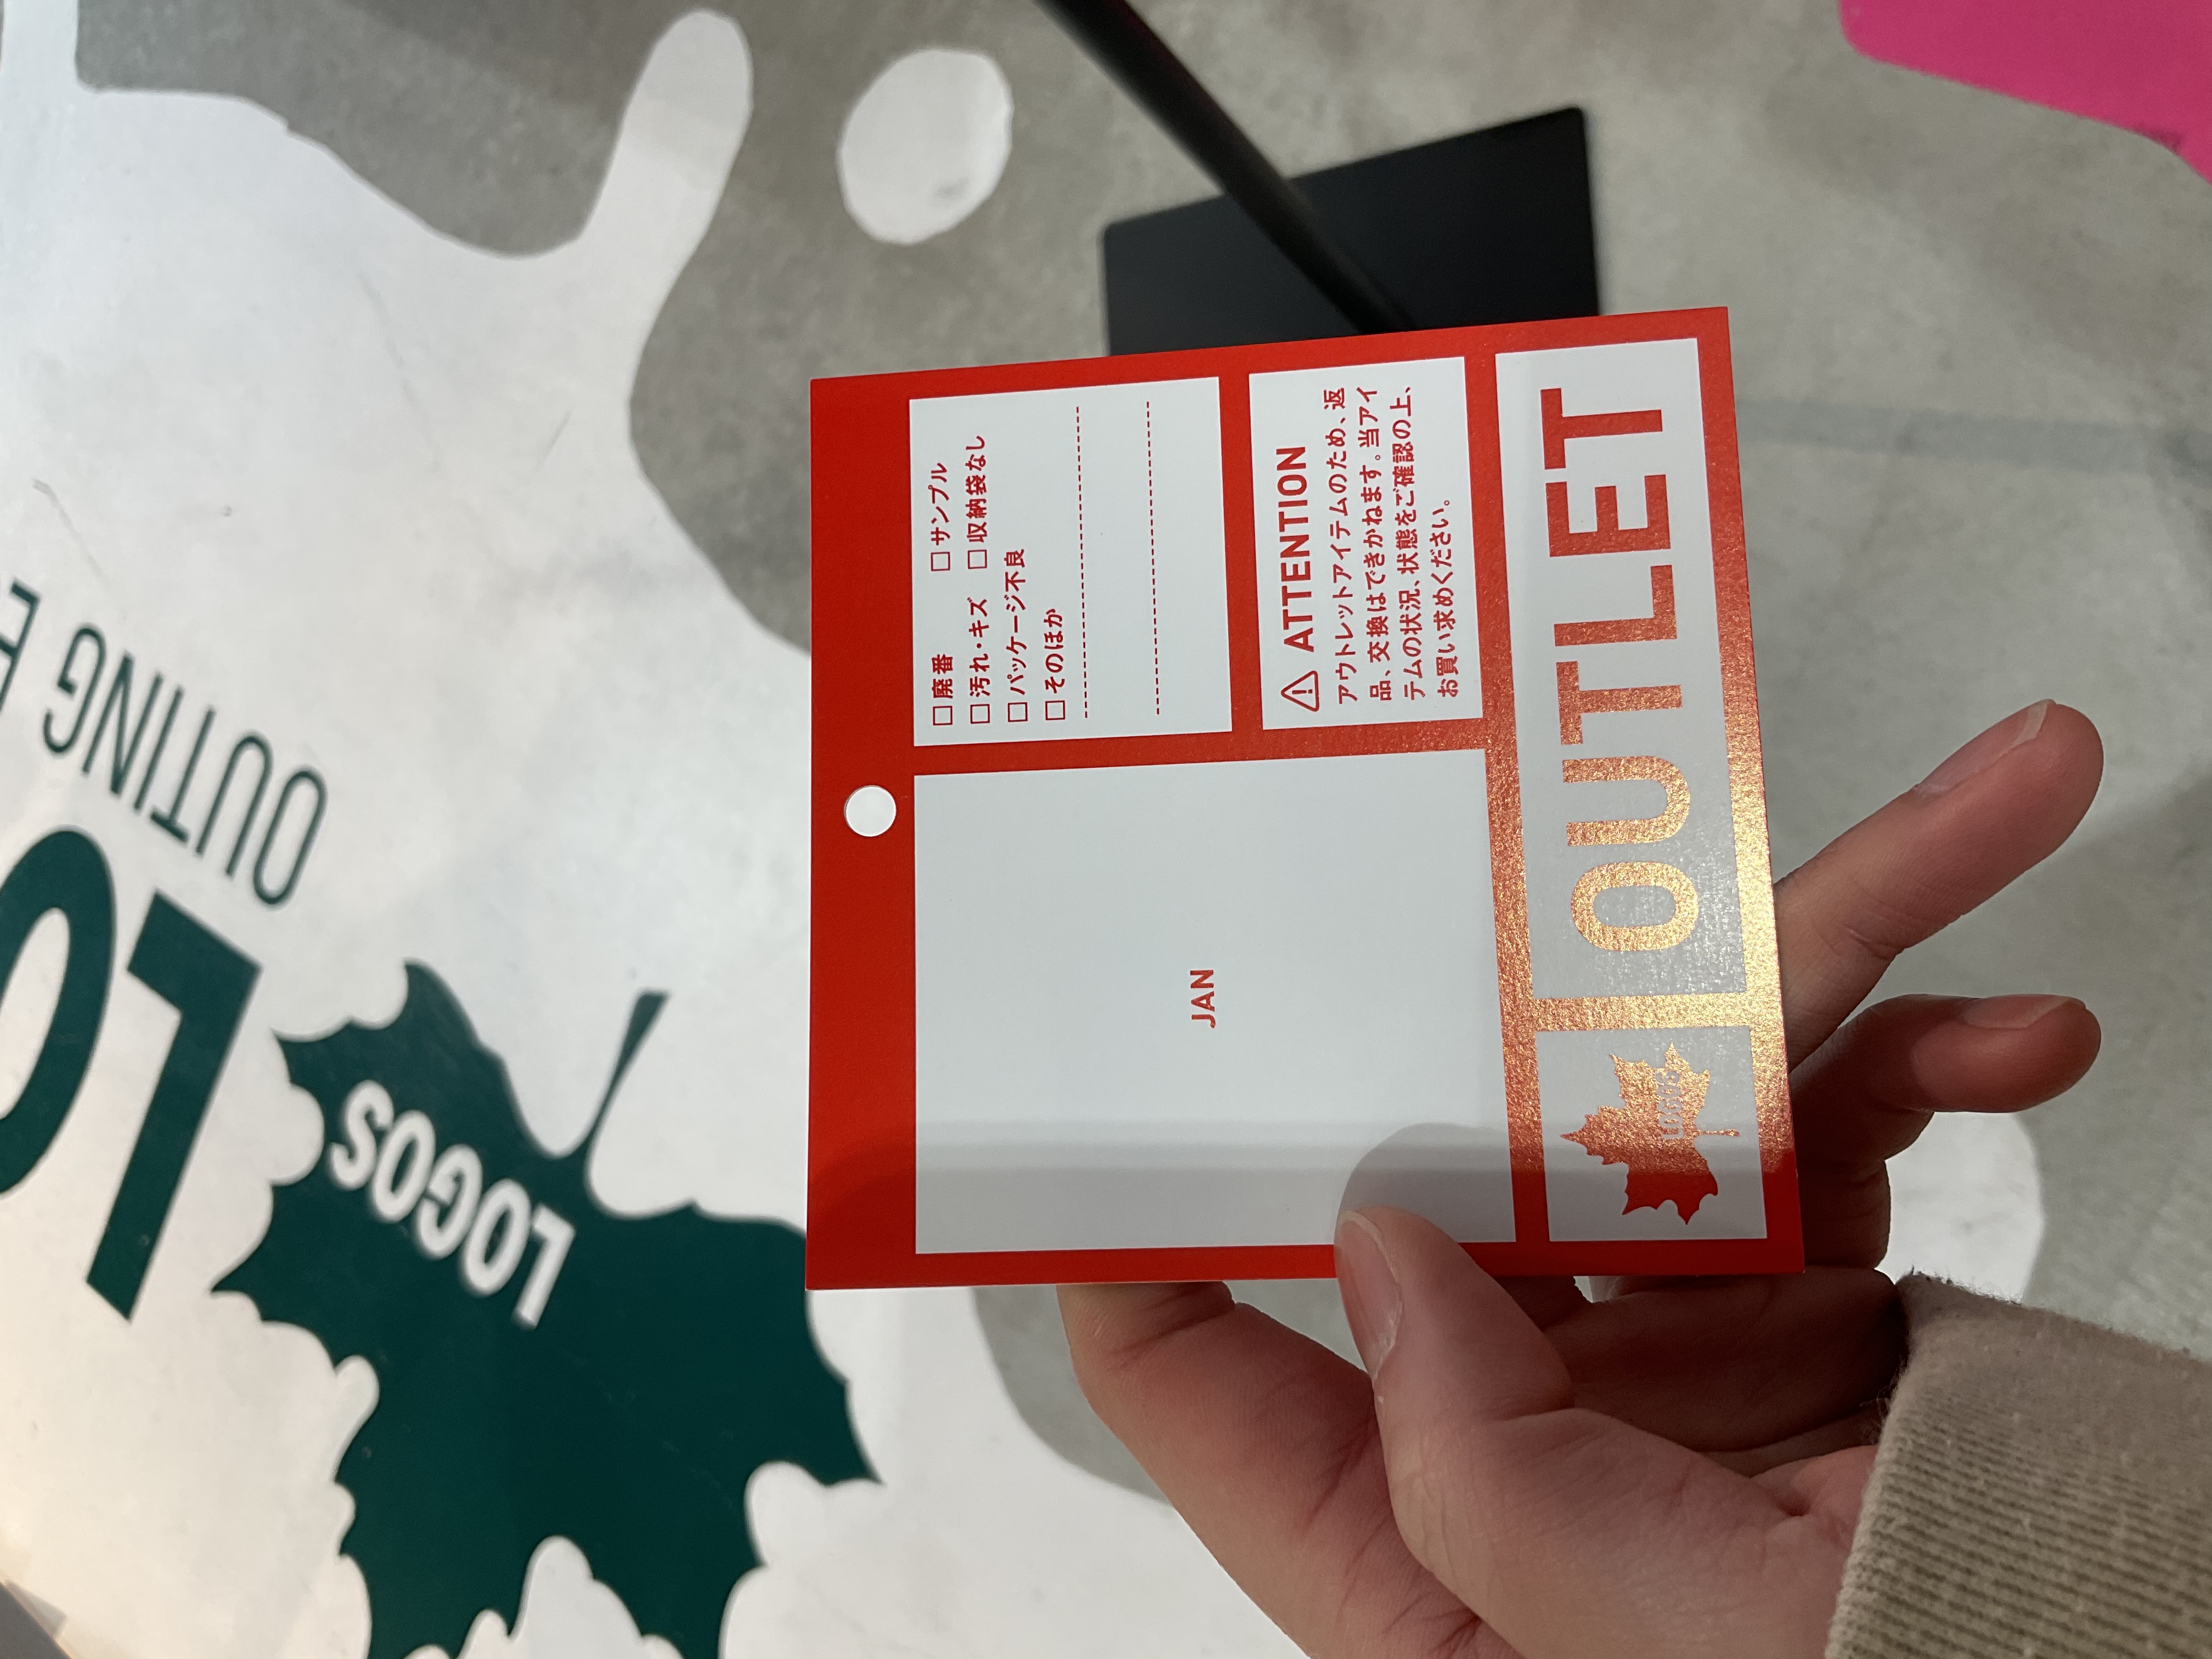 JAN
□廃番 □サンプル
□汚れ・キズ □収納袋なし
□パッケージ不良
□そのほか
⚠ ATTENTION
アウトレットアイテムのため、返
品、交換はできかねます。当アイ
テムの状況、状態をご確認の上、
お買い求めください。
LOGOS
OUTLET
LOGOS
LO
OUTING